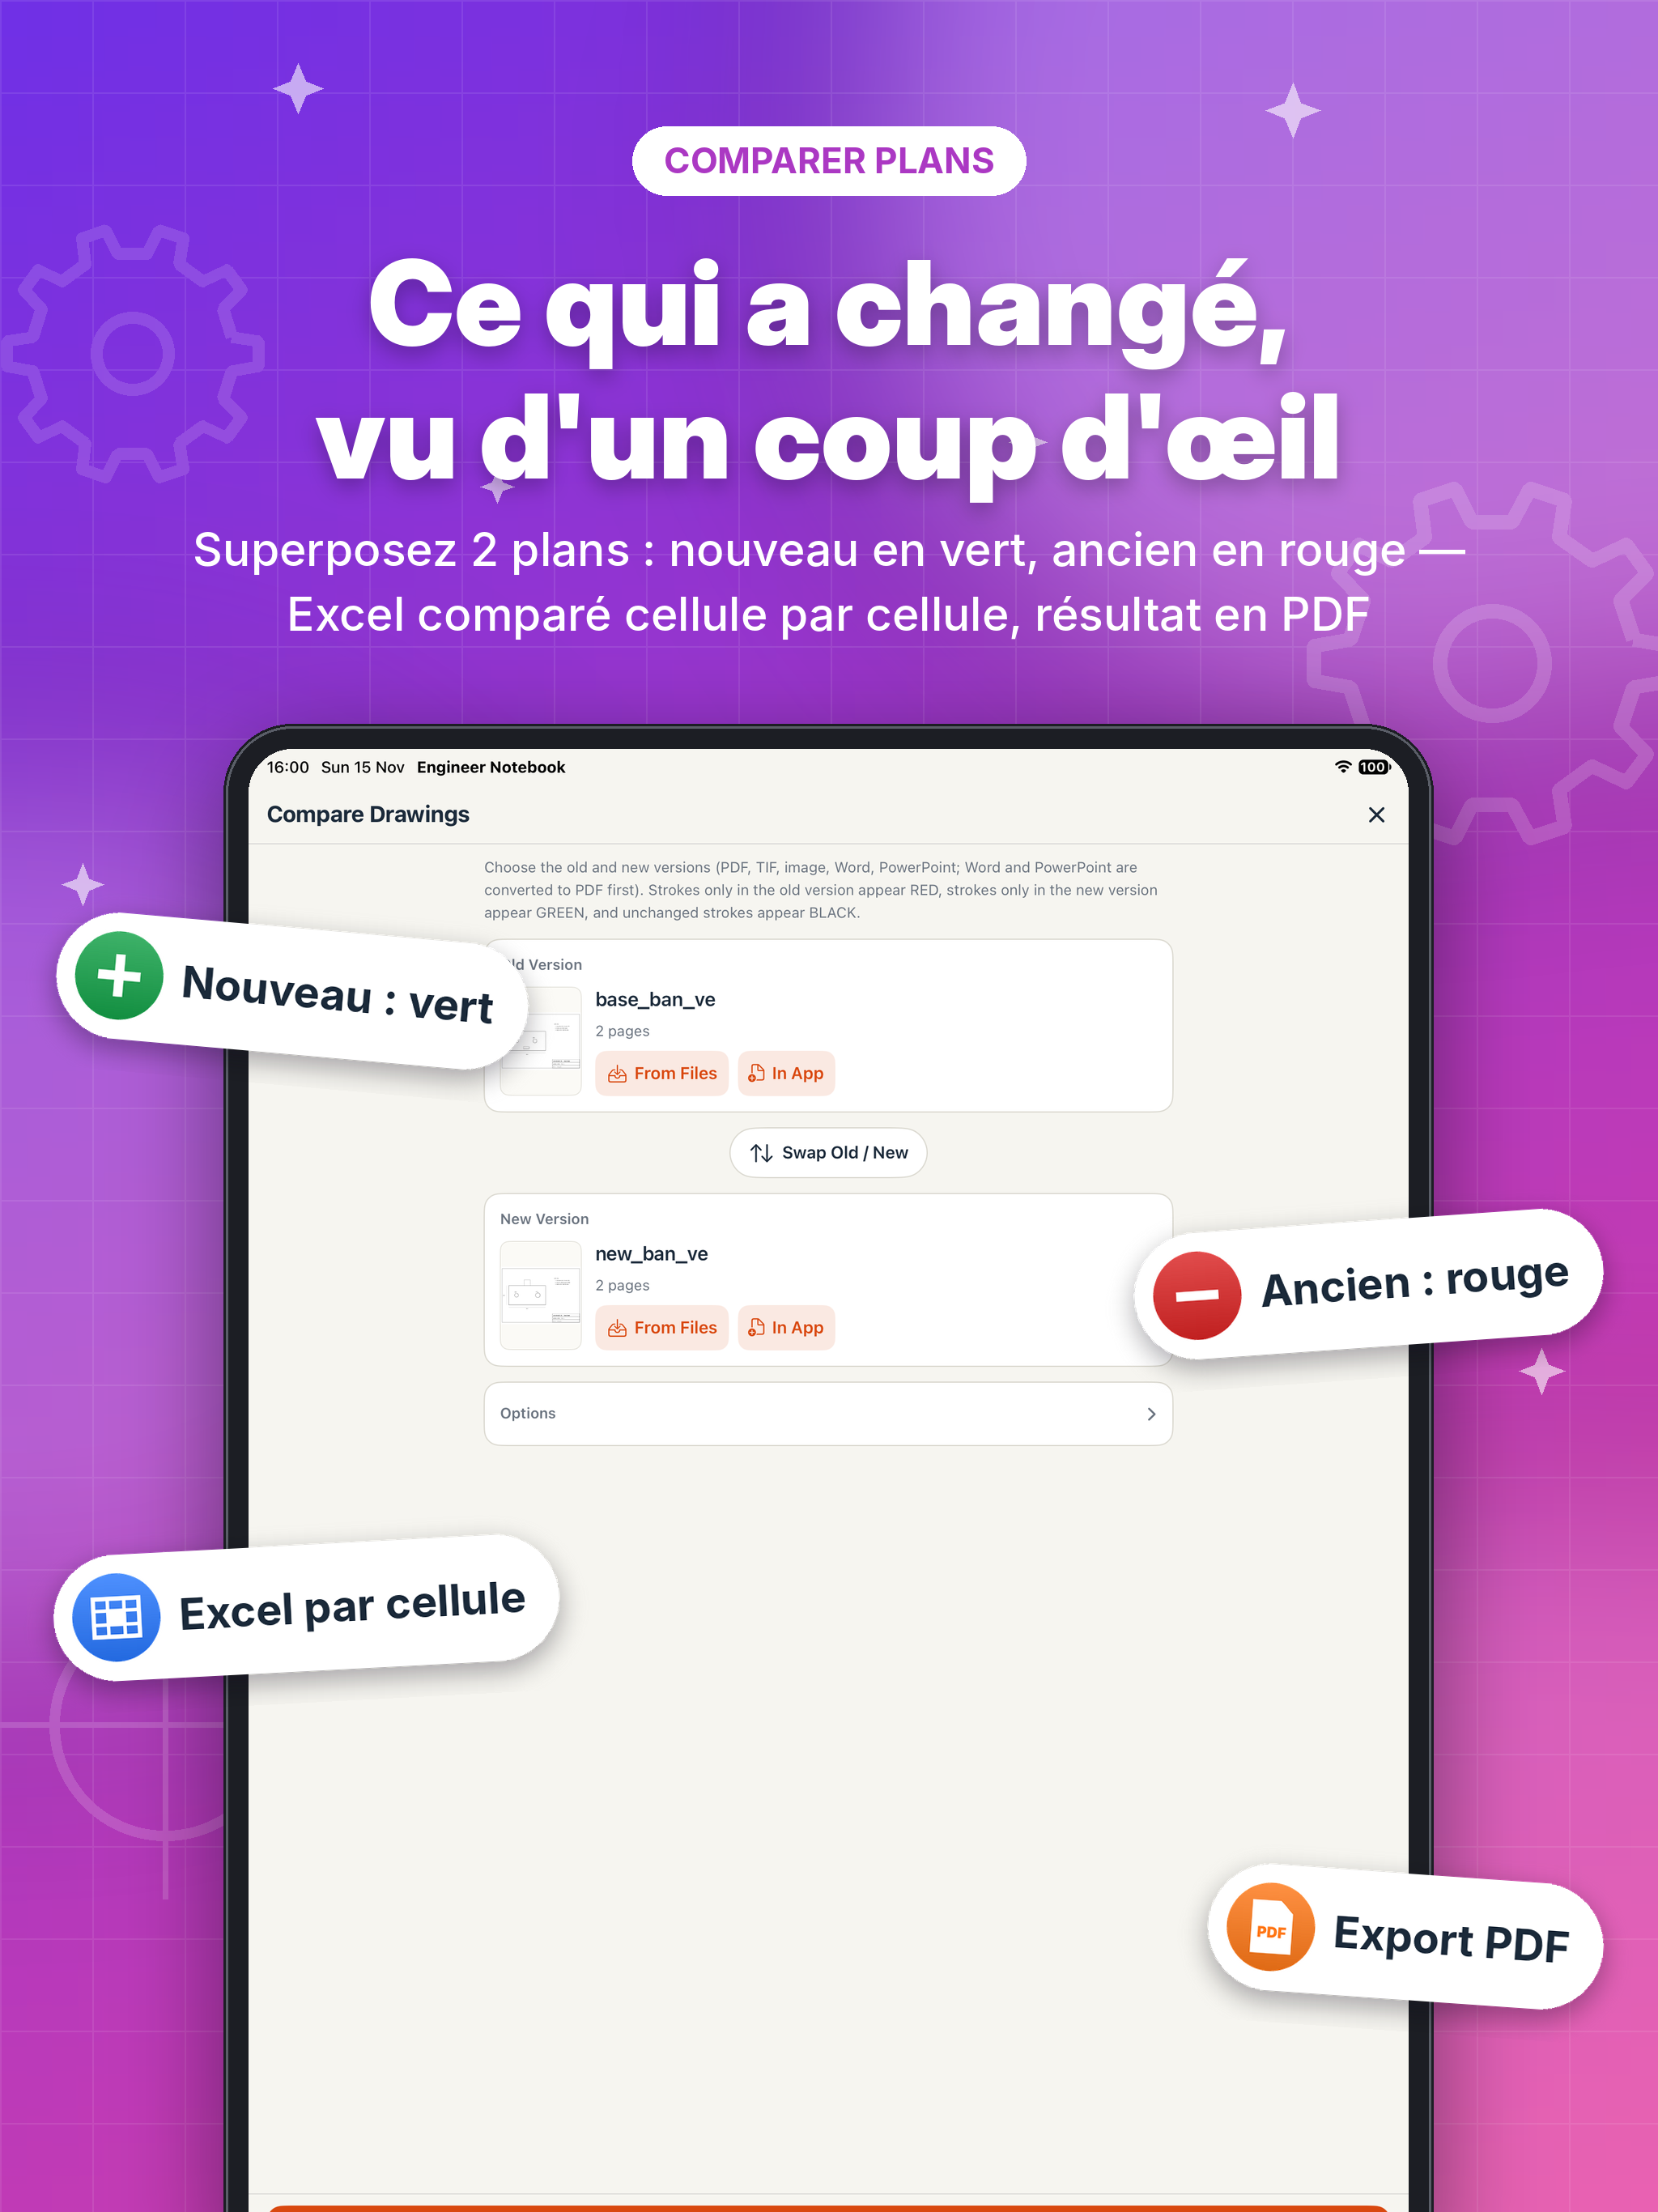 COMPARER PLANS
Ce qui a changé,
vu d'un coup d'œil
Superposez 2 plans : nouveau en vert, ancien en rouge —
Excel comparé cellule par cellule, résultat en PDF
16:00 Sun 15 Nov Engineer Notebook
100
Compare Drawings
Choose the old and new versions (PDF, TIF, image, Word, PowerPoint; Word and PowerPoint are
converted to PDF first). Strokes only in the old version appear RED, strokes only in the new version
appear GREEN, and unchanged strokes appear BLACK.
Nouveau : vert
Version
base_ban_ve
2 pages
From Files
In App
Swap Old / New
New Version
new_ban_ve
2 pages
From Files
In App
Ancien : rouge
Options
Excel par cellule
PDF
Export PDF